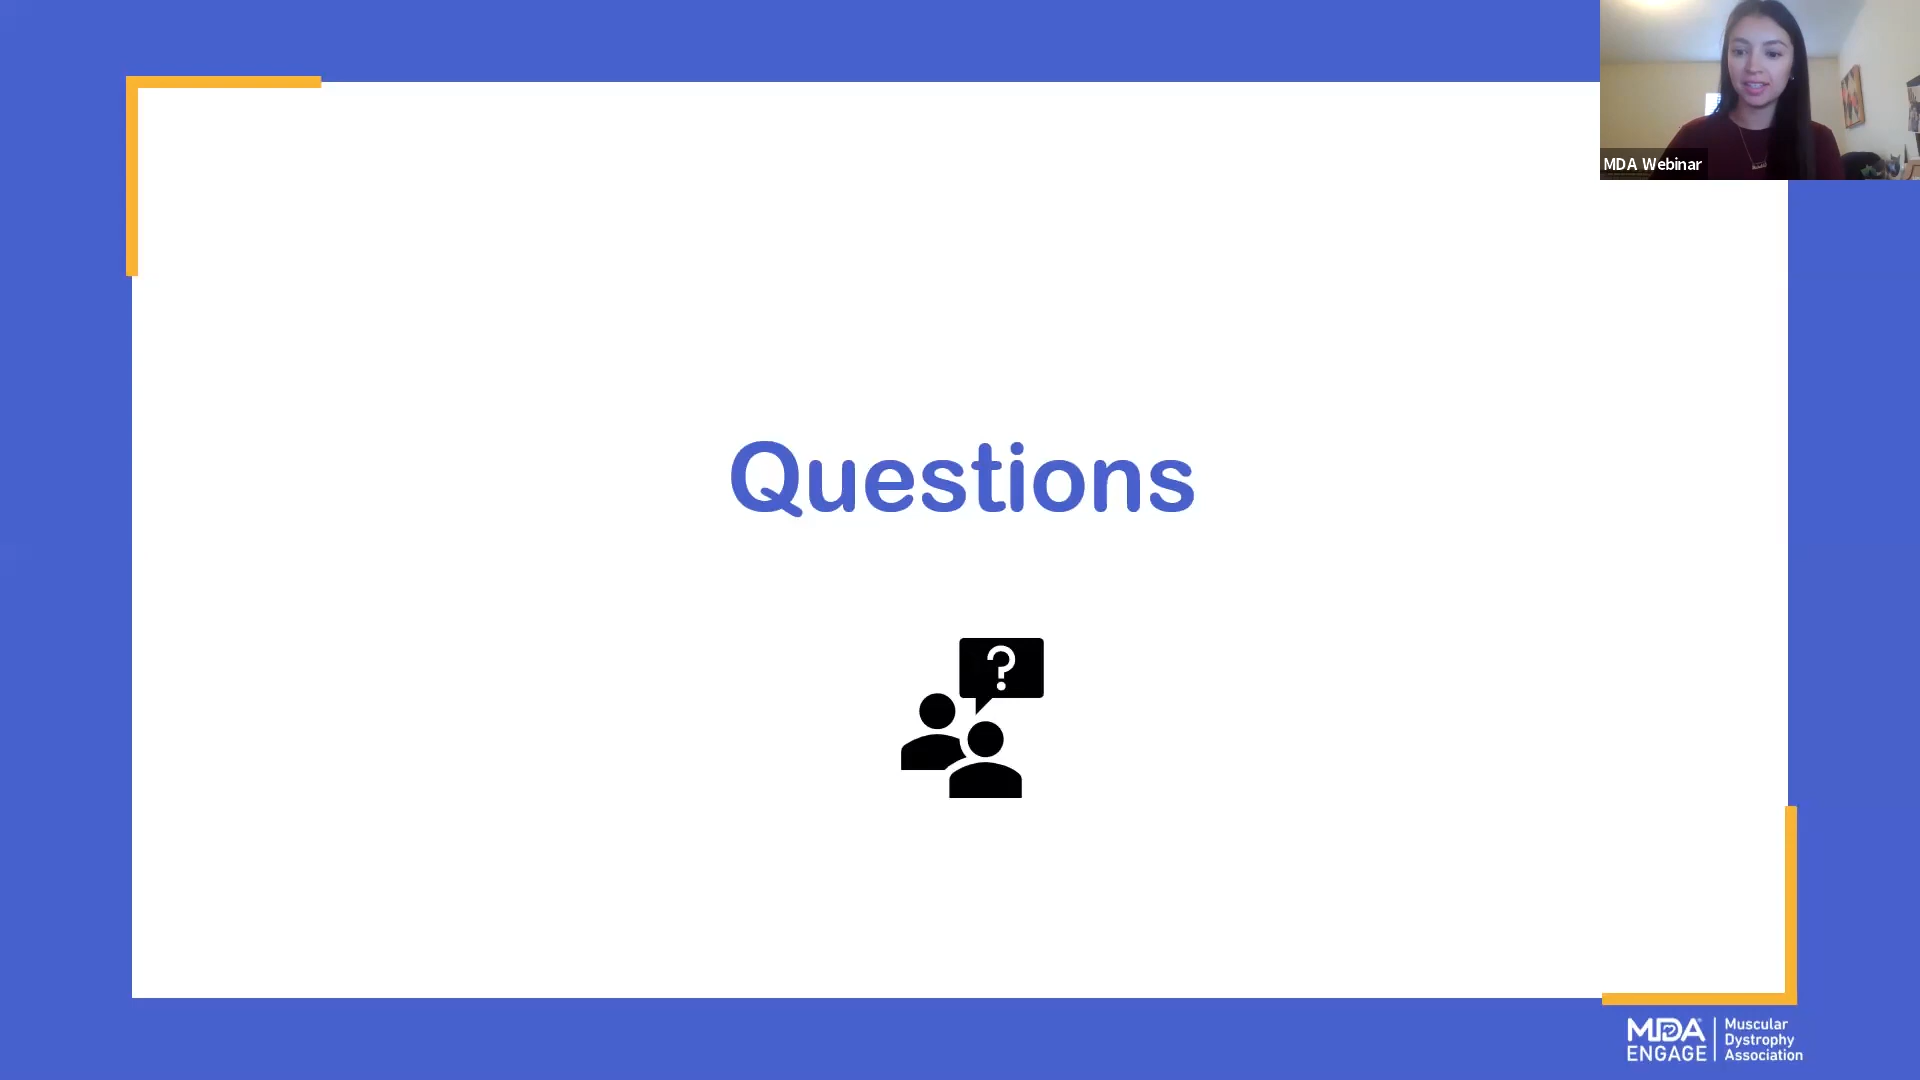 MDA Webinar
Questions
?
MDA
ENGAGE
Muscular
Dystrophy
Association